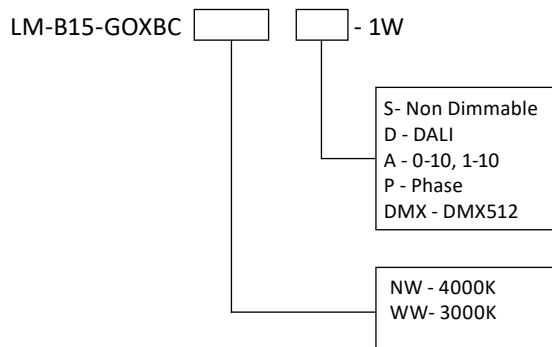 LM-B15-GOXBC - 1W
S- Non Dimmable
D - DALI
A - 0-10, 1-10
P - Phase
DMX - DMX512
NW - 4000K
WW- 3000K